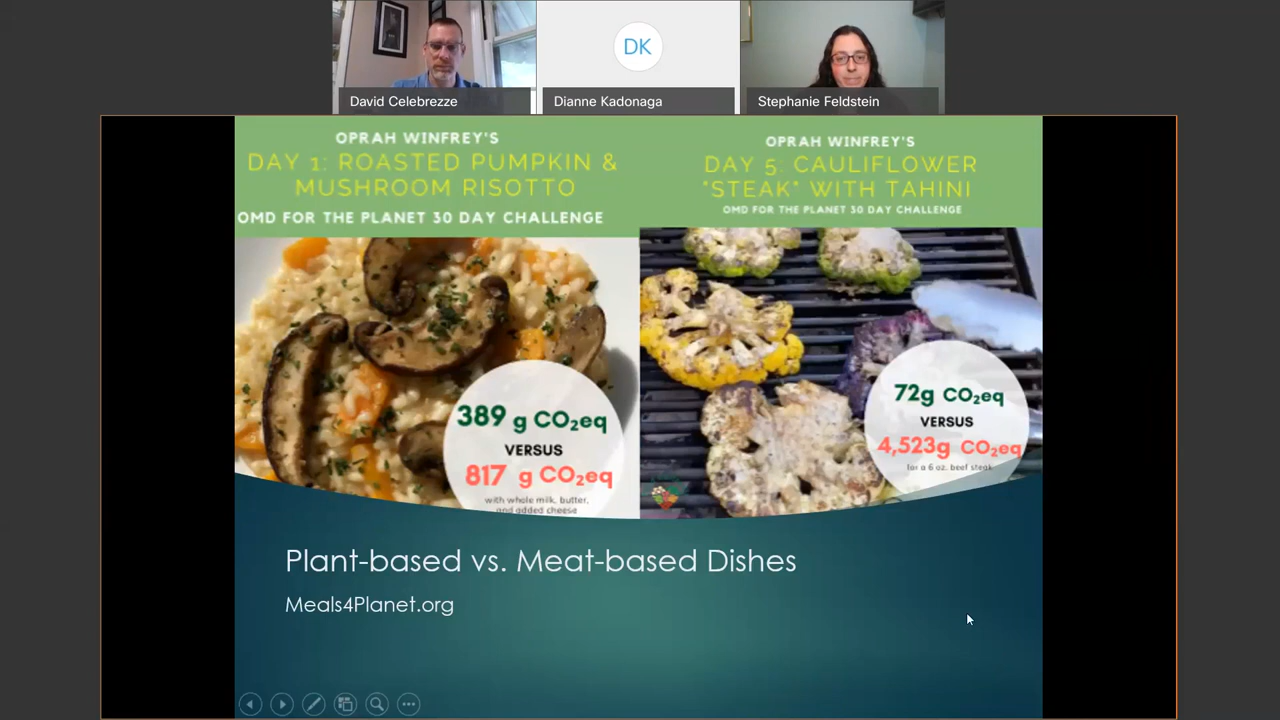 DK
David Celebrezze
Dianne Kadonaga
Stephanie Feldstein
OPRAH WINFREY'S
DAY 1: ROASTED PUMPKIN &
MUSHROOM RISOTTO
OMD FOR THE PLANET 30 DAY CHALLENGE
389 g CO₂eq
VERSUS
817 g CO₂eq
with whole milk, butter,
and added cheese
OPRAH WINFREY'S
DAY 5: CAULIFLOWER
"STEAK" WITH TAHINI
OMD FOR THE PLANET 30 DAY CHALLENGE
72g CO₂eq
VERSUS
4,523g CO₂eq
for a 6 oz. beef steak
Plant-based vs. Meat-based Dishes
Meals4Planet.org